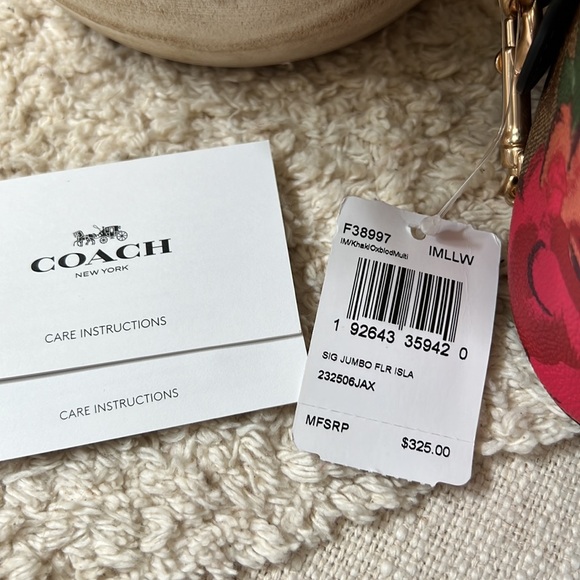 COACH
NEW YORK
CARE INSTRUCTIONS
CARE INSTRUCTIONS
F38997 IMLLW
IM/Khaki/OxblodMulti
1 92643 35942 0
SIG JUMBO FLR ISLA
232506JAX
MFSRP $325.00